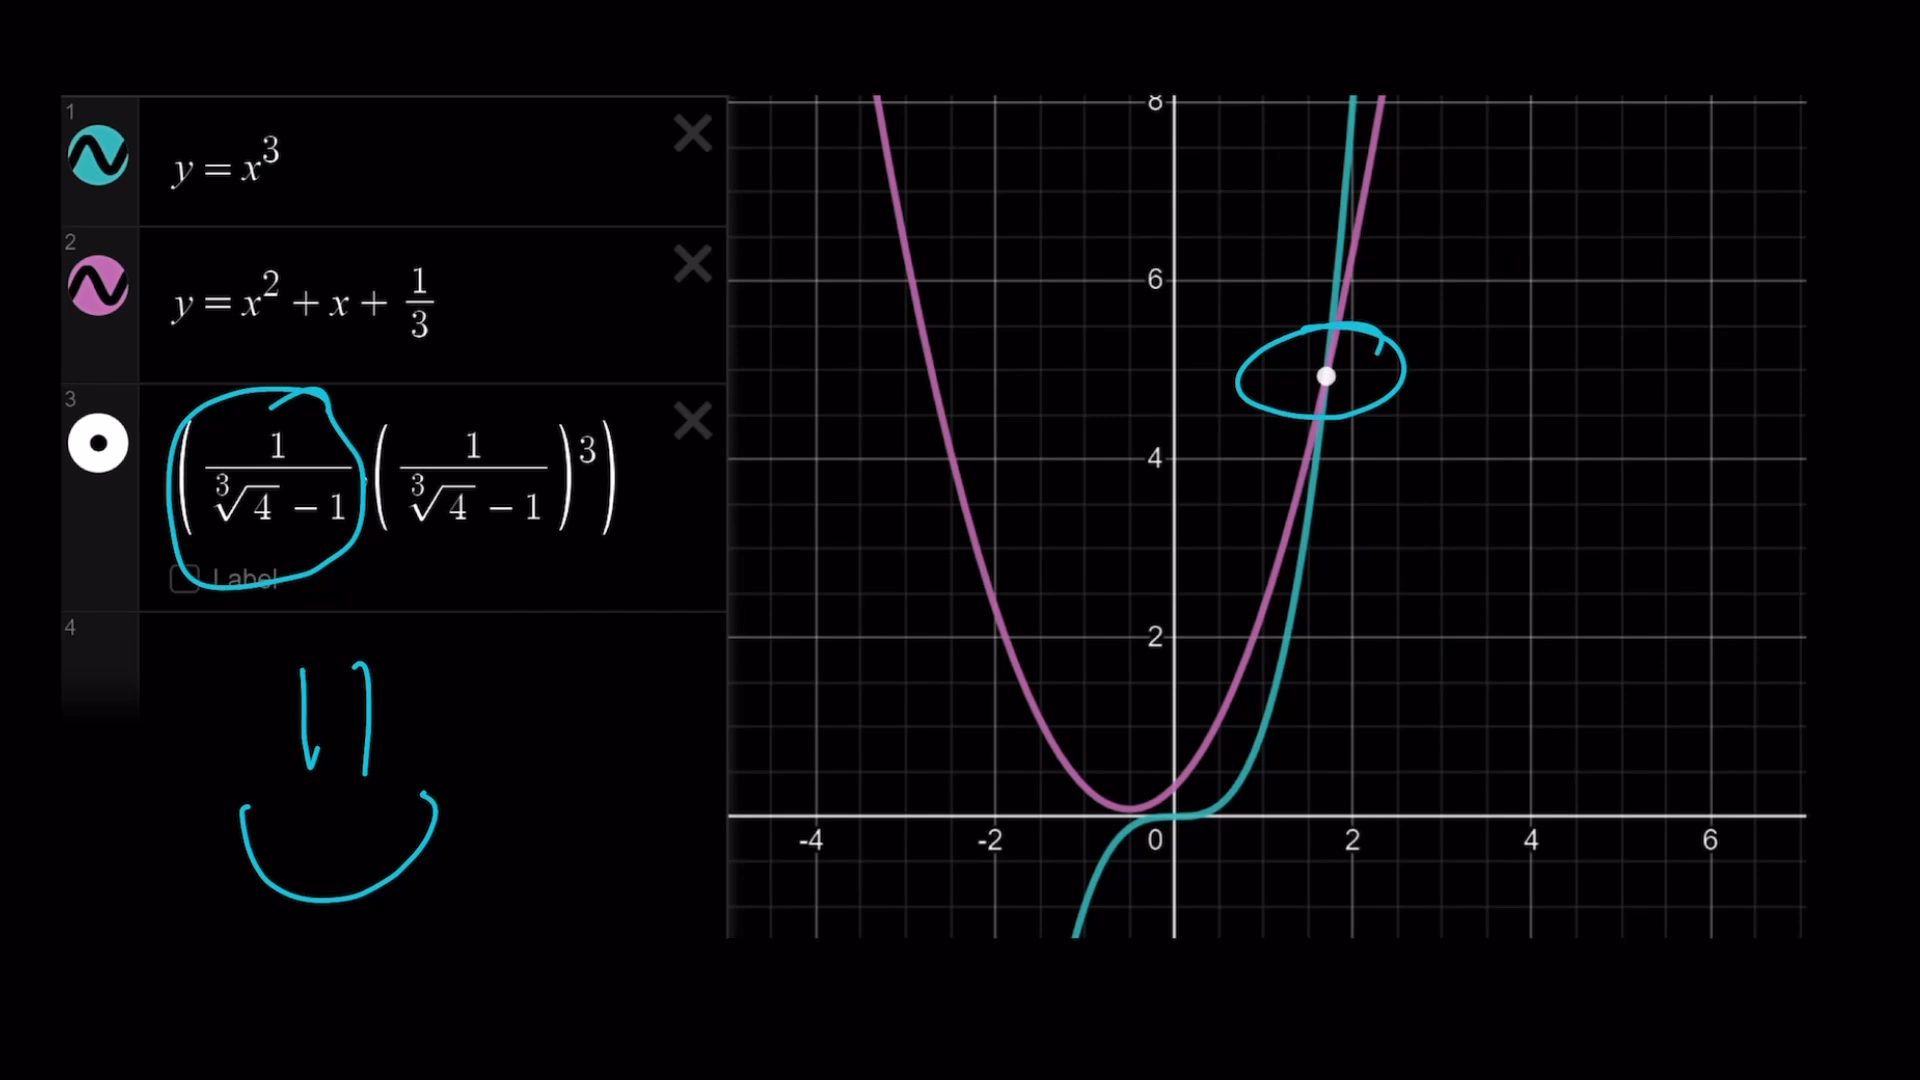 1
y = x^3
2
y = x^2 + x + 1/3
3
(1/(∛4 − 1), (1/(∛4 − 1))^3)
Label
4
8
6
4
2
-4 -2 0 2 4 6